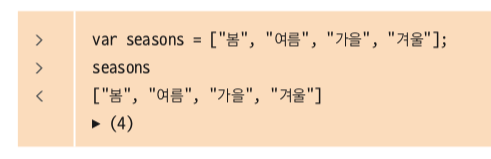 > var seasons = ["봄", "여름", "가을", "겨울"];
> seasons
< ["봄", "여름", "가을", "겨울"]
▶ (4)